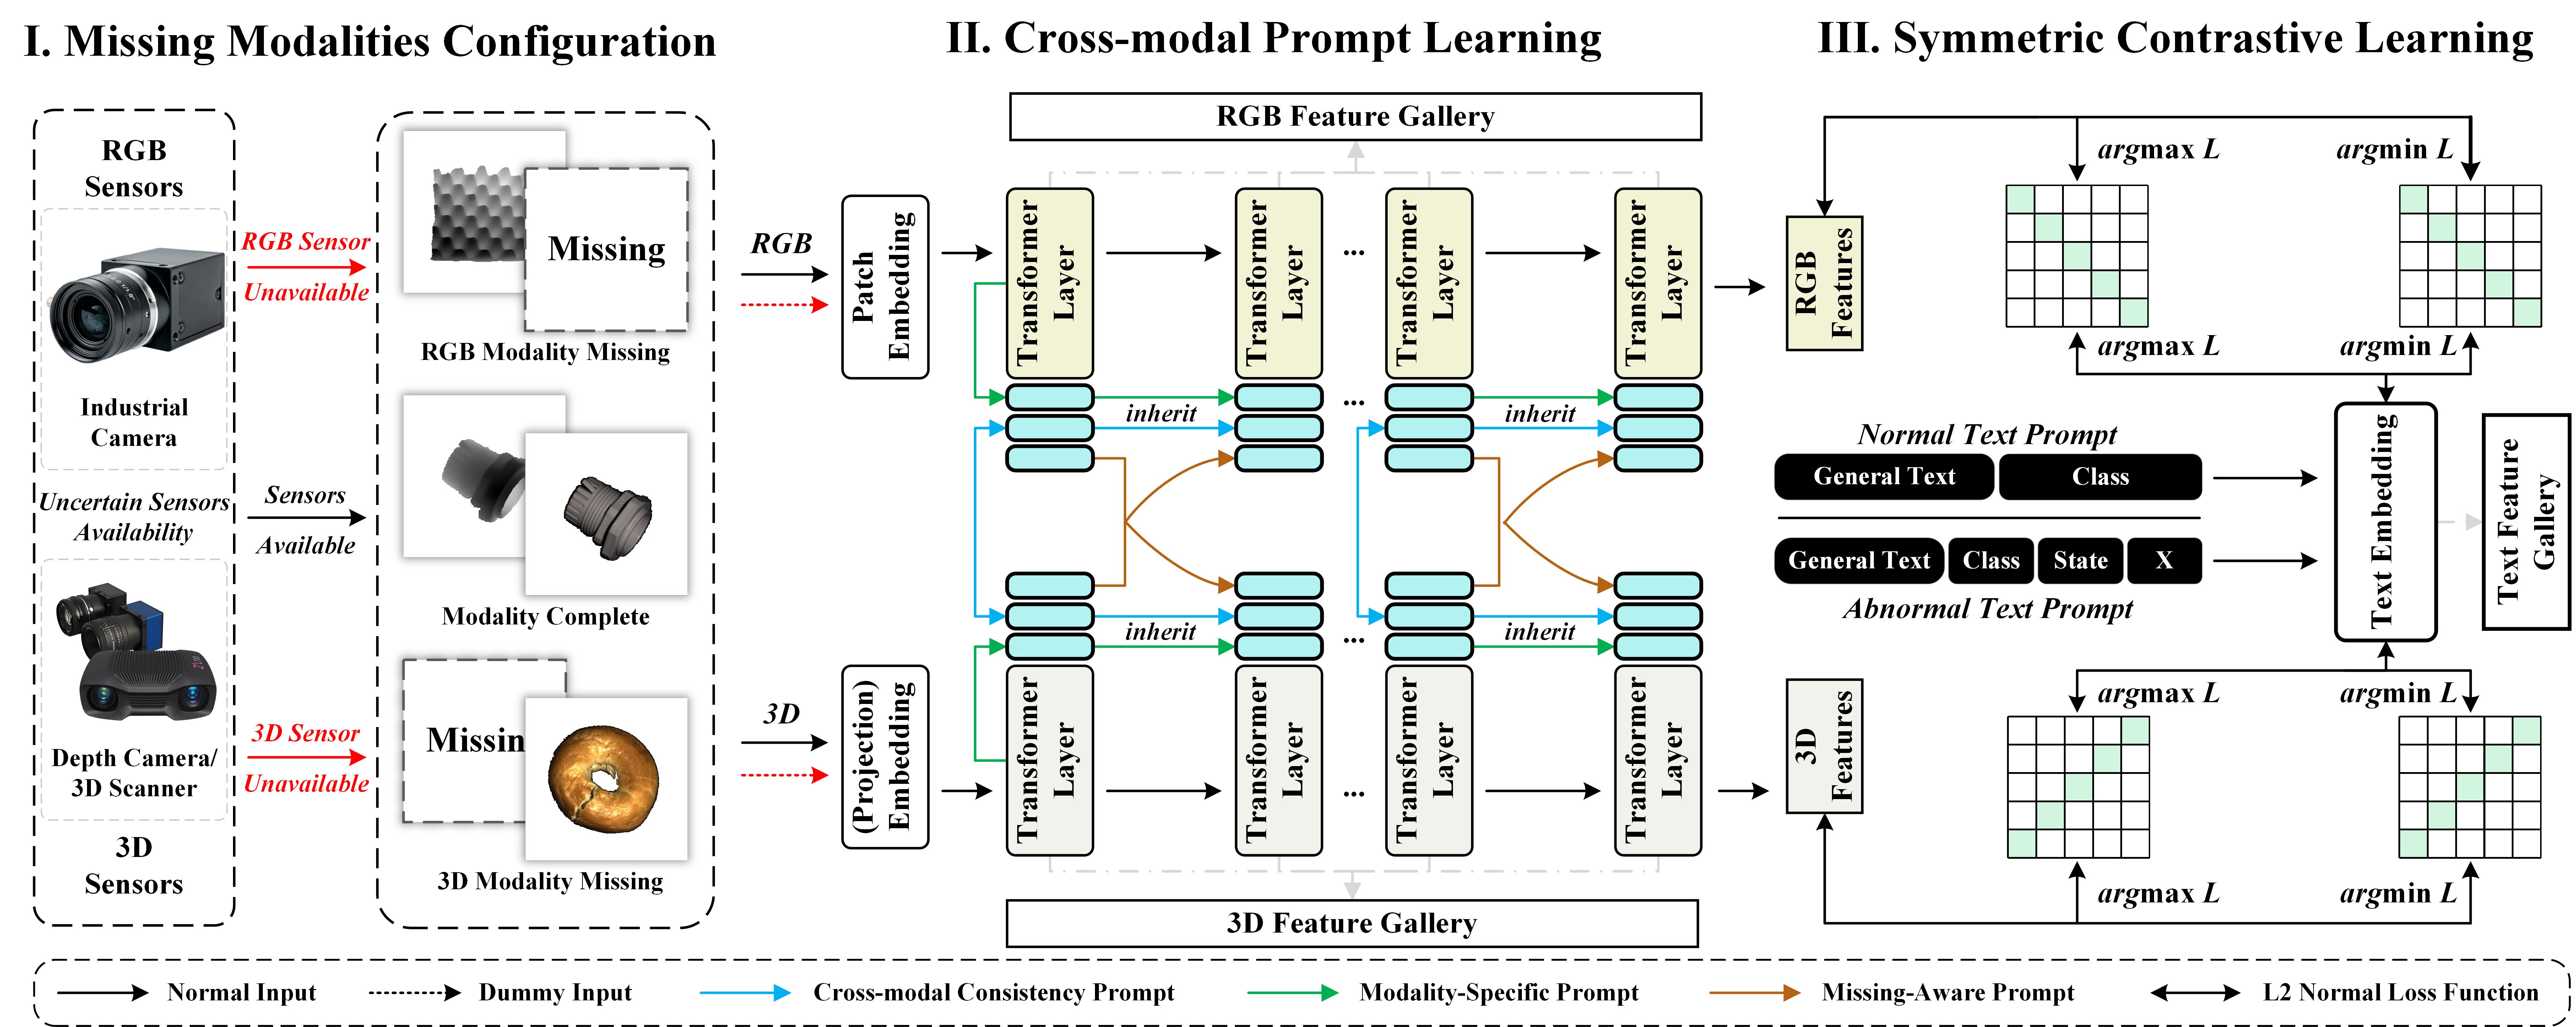 I. Missing Modalities Configuration
RGB
Sensors
Industrial
Camera
Uncertain Sensors
Availability
Depth Camera/
3D Scanner
3D
Sensors
RGB Sensor
Unavailable
Sensors
Available
3D Sensor
Unavailable
Missing
RGB Modality Missing
Modality Complete
Missin
3D Modality Missing
II. Cross-modal Prompt Learning
RGB Feature Gallery
RGB
Patch
Embedding
Transformer
Layer
Transformer
Layer
...
Transformer
Layer
Transformer
Layer
inherit
...
inherit
inherit
...
inherit
3D
(Projection)
Embedding
Transformer
Layer
Transformer
Layer
...
Transformer
Layer
Transformer
Layer
3D Feature Gallery
III. Symmetric Contrastive Learning
RGB
Features
argmax L
argmin L
argmax L
argmin L
Normal Text Prompt
General Text
Class
General Text
Class
State
X
Abnormal Text Prompt
Text Embedding
Text Feature
Gallery
3D
Features
argmax L
argmin L
argmax L
argmin L
Normal Input
Dummy Input
Cross-modal Consistency Prompt
Modality-Specific Prompt
Missing-Aware Prompt
L2 Normal Loss Function